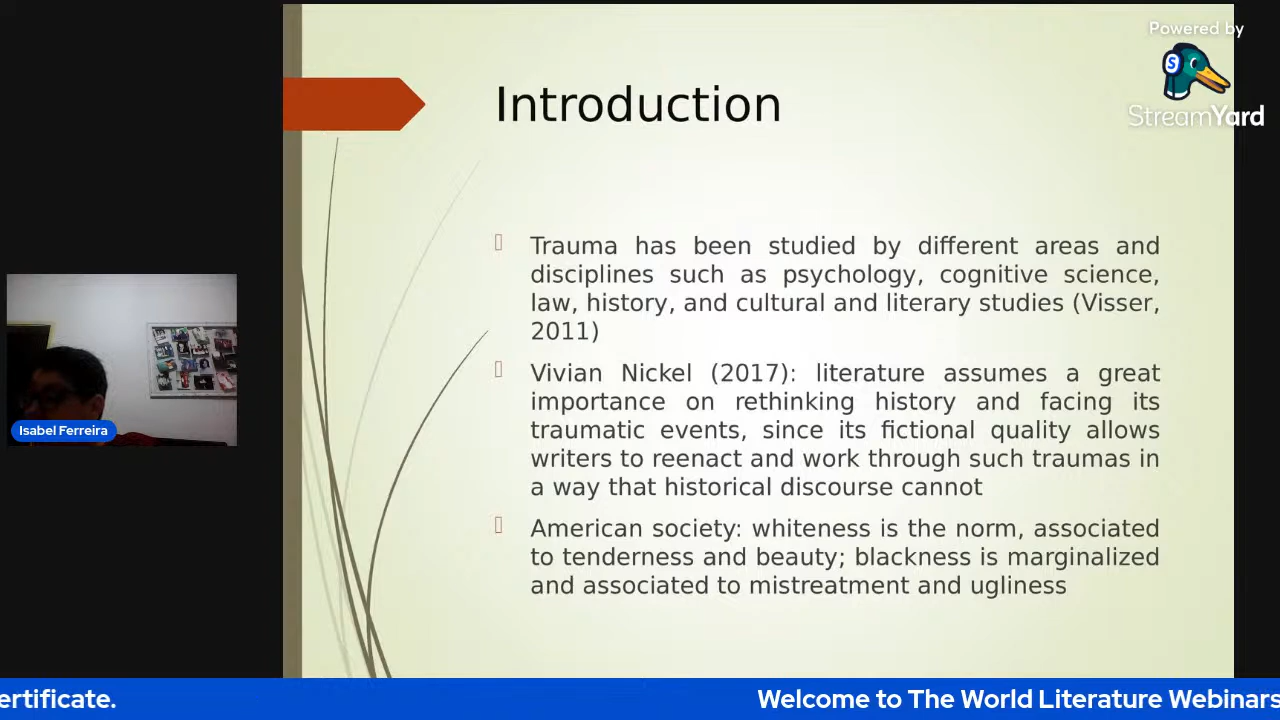 Powered by
StreamYard
Introduction
Trauma has been studied by different areas and
disciplines such as psychology, cognitive science,
law, history, and cultural and literary studies (Visser,
2011)
Vivian Nickel (2017): literature assumes a great
importance on rethinking history and facing its
traumatic events, since its fictional quality allows
writers to reenact and work through such traumas in
a way that historical discourse cannot
American society: whiteness is the norm, associated
to tenderness and beauty; blackness is marginalized
and associated to mistreatment and ugliness
Isabel Ferreira
ertificate.
Welcome to The World Literature Webinars